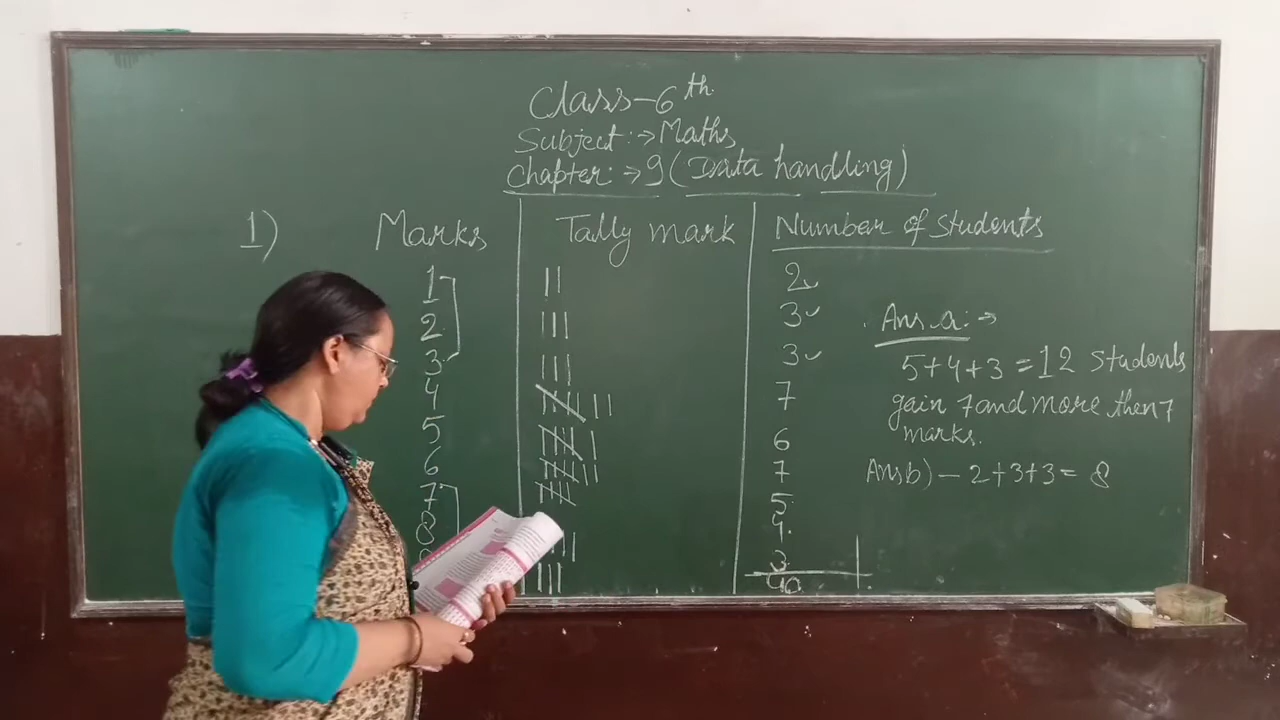 Class-6th
Subject:→Maths
Chapter:→9(Data handling)
1) Marks Tally mark Number of students
1 || 2
2 ||| 3
3 ||| 3
4 7
5 6
6 7
7 5
8 4
3
40
Ans.a:→
5+4+3=12 students
gain 7 and more then 7
marks.
Ansb)-2+3+3= 8